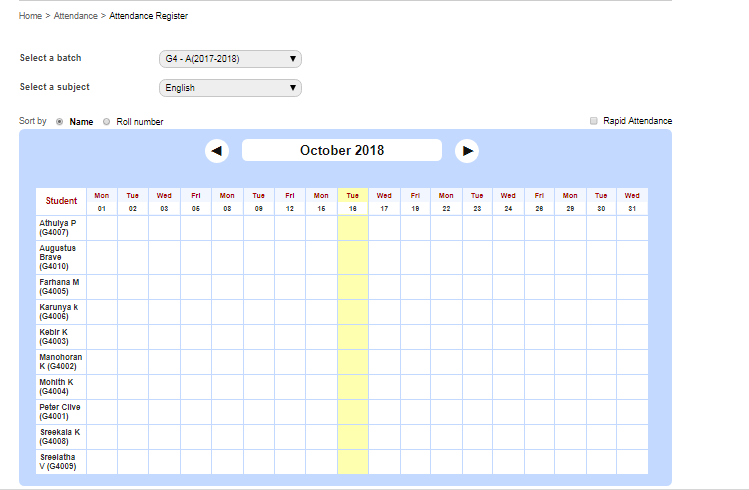 Home > Attendance > Attendance Register
Select a batch G4 - A(2017-2018)
Select a subject English
Sort by Name Roll number Rapid Attendance
October 2018
Student Mon Tue Wed Fri Mon Tue Fri Mon Tue Wed Fri Mon Tue Wed Fri Mon Tue Wed
01 02 03 05 08 09 12 15 16 17 19 22 23 24 26 29 30 31
Athulya P
(G4007)
Augustus
Brave
(G4010)
Farhana M
(G4005)
Karunya k
(G4006)
Kebir K
(G4003)
Manohoran
K (G4002)
Mohith K
(G4004)
Peter Clive
(G4001)
Sreekala K
(G4008)
Sreelatha
V (G4009)